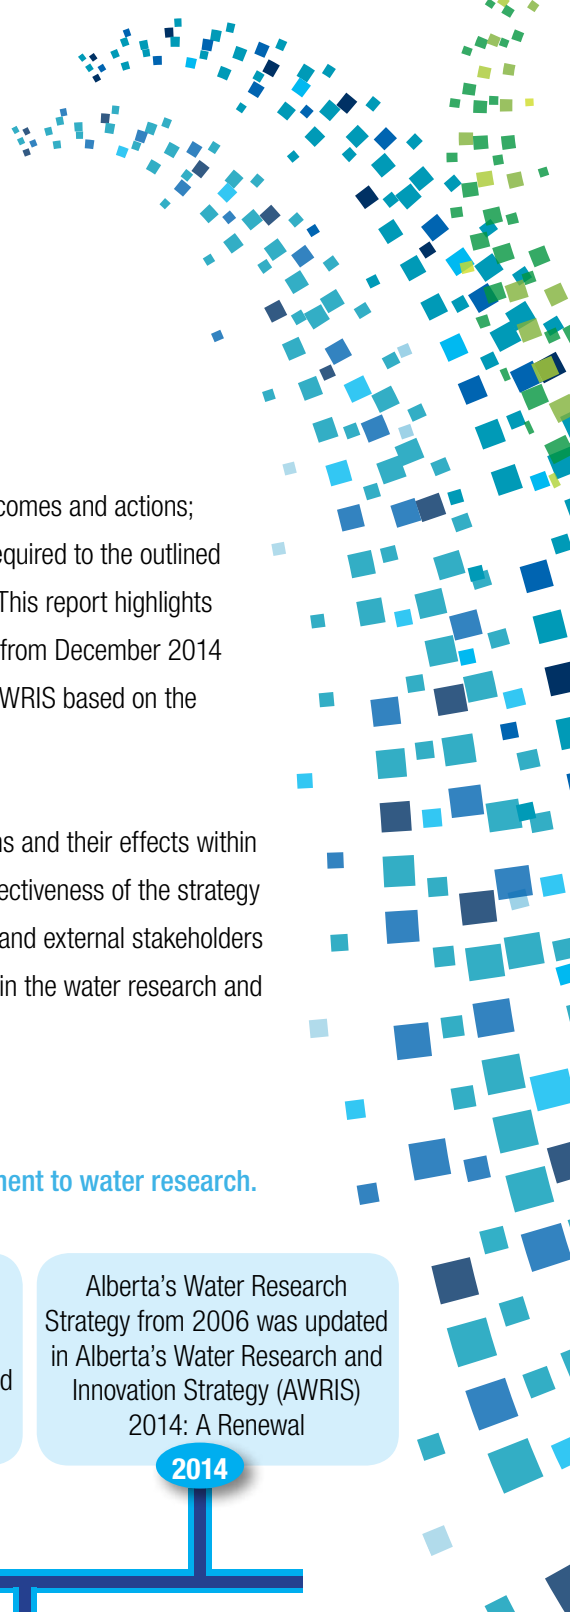 comes and actions;
equired to the outlined
This report highlights
from December 2014
WRIS based on the
ns and their effects within
ectiveness of the strategy
and external stakeholders
in the water research and
ment to water research.
d
Alberta's Water Research
Strategy from 2006 was updated
in Alberta's Water Research and
Innovation Strategy (AWRIS)
2014: A Renewal
2014